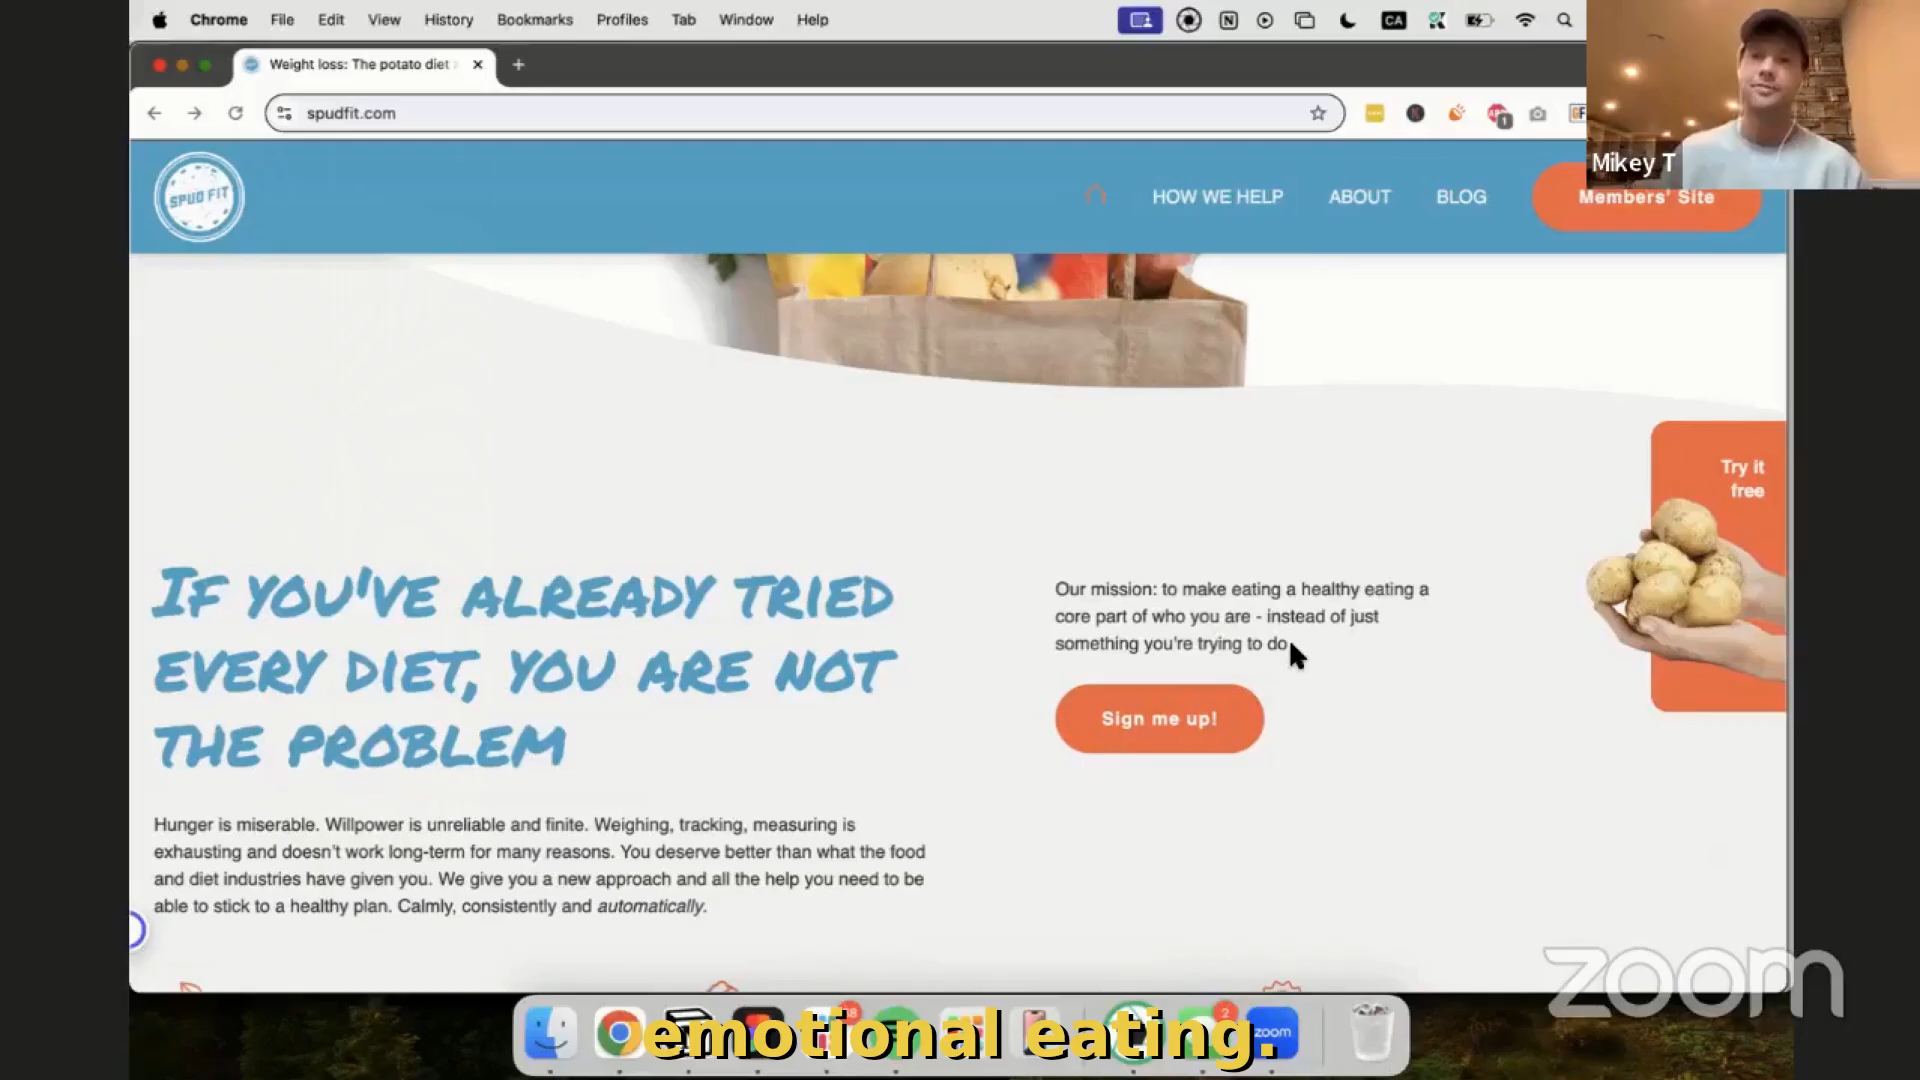 Chrome File Edit View History Bookmarks Profiles Tab Window Help
CA
Weight loss: The potato diet
spudfit.com
1
Mikey T
SPUD FIT
HOW WE HELP ABOUT BLOG Members' Site
Try it
free
IF YOU'VE ALREADY TRIED
EVERY DIET, YOU ARE NOT
THE PROBLEM
Our mission: to make eating a healthy eating a
core part of who you are - instead of just
something you're trying to do
Sign me up!
Hunger is miserable. Willpower is unreliable and finite. Weighing, tracking, measuring is
exhausting and doesn't work long-term for many reasons. You deserve better than what the food
and diet industries have given you. We give you a new approach and all the help you need to be
able to stick to a healthy plan. Calmly, consistently and automatically.
zoom
2
zoom
emotional eating.